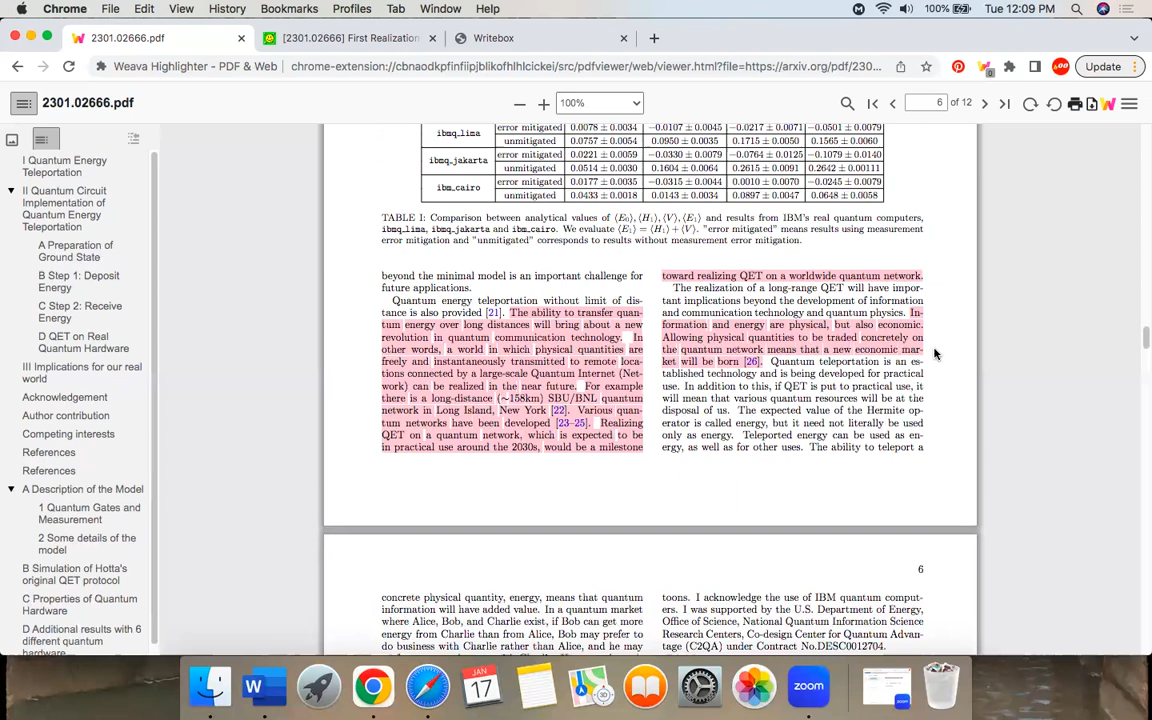 Chrome File Edit View History Bookmarks Profiles Tab Window Help 100% Tue 12:09 PM
2301.02666.pdf [2301.02666] First Realization Writebox
Weava Highlighter - PDF & Web chrome-extension://cbnaodkpfinfiipjblikofhlhlcickei/src/pdfviewer/web/viewer.html?file=https://arxiv.org/pdf/230... Update
2301.02666.pdf 100% 6 of 12
I Quantum Energy
Teleportation
II Quantum Circuit
Implementation of
Quantum Energy
Teleportation
A Preparation of
Ground State
B Step 1: Deposit
Energy
C Step 2: Receive
Energy
D QET on Real
Quantum Hardware
III Implications for our real
world
Acknowledgement
Author contribution
Competing interests
References
References
A Description of the Model
1 Quantum Gates and
Measurement
2 Some details of the
model
B Simulation of Hotta's
original QET protocol
C Properties of Quantum
Hardware
D Additional results with 6
different quantum
hardware
ibmq_lima error mitigated 0.0078 ± 0.0034 −0.0107 ± 0.0045 −0.0217 ± 0.0071 −0.0501 ± 0.0079
unmitigated 0.0757 ± 0.0054 0.0950 ± 0.0035 0.1715 ± 0.0050 0.1565 ± 0.0060
ibmq_jakarta error mitigated 0.0221 ± 0.0059 −0.0330 ± 0.0079 −0.0764 ± 0.0125 −0.1079 ± 0.0140
unmitigated 0.0514 ± 0.0030 0.1604 ± 0.0064 0.2615 ± 0.0091 0.2642 ± 0.00111
ibm_cairo error mitigated 0.0177 ± 0.0035 −0.0315 ± 0.0044 0.0010 ± 0.0070 −0.0245 ± 0.0079
unmitigated 0.0433 ± 0.0018 0.0143 ± 0.0034 0.0897 ± 0.0047 0.0648 ± 0.0058
TABLE I: Comparison between analytical values of ⟨E₀⟩, ⟨H₁⟩, ⟨V⟩, ⟨E₁⟩ and results from IBM's real quantum computers,
ibmq_lima, ibmq_jakarta and ibm_cairo. We evaluate ⟨E₁⟩ = ⟨H₁⟩ + ⟨V⟩. "error mitigated" means results using measurement
error mitigation and "unmitigated" corresponds to results without measurement error mitigation.
beyond the minimal model is an important challenge for
future applications.
Quantum energy teleportation without limit of dis-
tance is also provided [21]. The ability to transfer quan-
tum energy over long distances will bring about a new
revolution in quantum communication technology. In
other words, a world in which physical quantities are
freely and instantaneously transmitted to remote loca-
tions connected by a large-scale Quantum Internet (Net-
work) can be realized in the near future. For example
there is a long-distance (∼158km) SBU/BNL quantum
network in Long Island, New York [22]. Various quan-
tum networks have been developed [23–25]. Realizing
QET on a quantum network, which is expected to be
in practical use around the 2030s, would be a milestone
toward realizing QET on a worldwide quantum network.
The realization of a long-range QET will have impor-
tant implications beyond the development of information
and communication technology and quantum physics. In-
formation and energy are physical, but also economic.
Allowing physical quantities to be traded concretely on
the quantum network means that a new economic mar-
ket will be born [26]. Quantum teleportation is an es-
tablished technology and is being developed for practical
use. In addition to this, if QET is put to practical use, it
will mean that various quantum resources will be at the
disposal of us. The expected value of the Hermite op-
erator is called energy, but it need not literally be used
only as energy. Teleported energy can be used as en-
ergy, as well as for other uses. The ability to teleport a
6
concrete physical quantity, energy, means that quantum
information will have added value. In a quantum market
where Alice, Bob, and Charlie exist, if Bob can get more
energy from Charlie than from Alice, Bob may prefer to
do business with Charlie rather than Alice, and he may
toons. I acknowledge the use of IBM quantum comput-
ers. I was supported by the U.S. Department of Energy,
Office of Science, National Quantum Information Science
Research Centers, Co-design Center for Quantum Advan-
tage (C2QA) under Contract No.DESC0012704.
W JAN 17 zoom